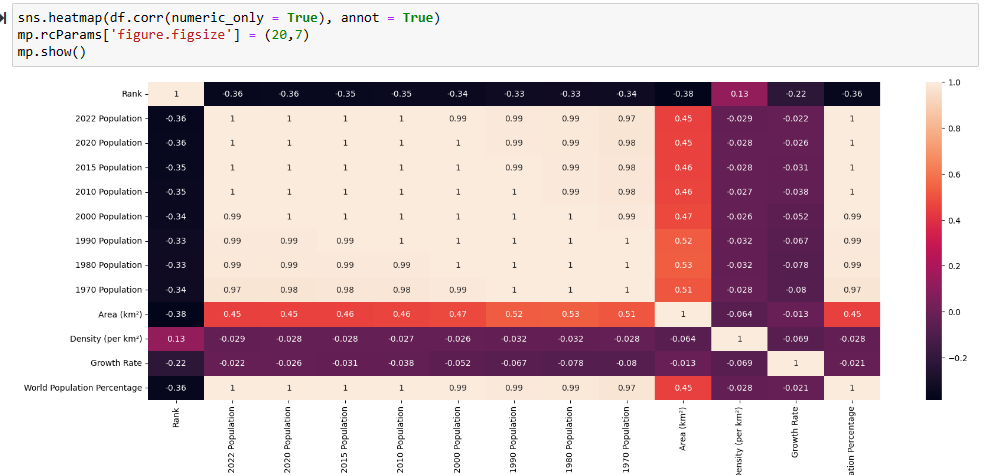 sns.heatmap(df.corr(numeric_only = True), annot = True)
mp.rcParams['figure.figsize'] = (20,7)
mp.show()
Rank 1 -0.36 -0.36 -0.35 -0.35 -0.34 -0.33 -0.33 -0.34 -0.38 0.13 -0.22 -0.36
2022 Population -0.36 1 1 1 1 0.99 0.99 0.99 0.97 0.45 -0.029 -0.022 1
2020 Population -0.36 1 1 1 1 1 0.99 0.99 0.98 0.45 -0.028 -0.026 1
2015 Population -0.35 1 1 1 1 1 0.99 0.99 0.98 0.46 -0.028 -0.031 1
2010 Population -0.35 1 1 1 1 1 1 0.99 0.98 0.46 -0.027 -0.038 1
2000 Population -0.34 0.99 1 1 1 1 1 1 0.99 0.47 -0.026 -0.052 0.99
1990 Population -0.33 0.99 0.99 0.99 1 1 1 1 1 0.52 -0.032 -0.067 0.99
1980 Population -0.33 0.99 0.99 0.99 0.99 1 1 1 1 0.53 -0.032 -0.078 0.99
1970 Population -0.34 0.97 0.98 0.98 0.98 0.99 1 1 1 0.51 -0.028 -0.08 0.97
Area (km²) -0.38 0.45 0.45 0.46 0.46 0.47 0.52 0.53 0.51 1 -0.064 -0.013 0.45
Density (per km²) 0.13 -0.029 -0.028 -0.028 -0.027 -0.026 -0.032 -0.032 -0.028 -0.064 1 -0.069 -0.028
Growth Rate -0.22 -0.022 -0.026 -0.031 -0.038 -0.052 -0.067 -0.078 -0.08 -0.013 -0.069 1 -0.021
World Population Percentage -0.36 1 1 1 1 0.99 0.99 0.99 0.97 0.45 -0.028 -0.021 1
Rank
2022 Population
2020 Population
2015 Population
2010 Population
2000 Population
1990 Population
1980 Population
1970 Population
Area (km²)
(per km²)
Growth Rate
Percentage
1.0
0.8
0.6
0.4
0.2
0.0
-0.2